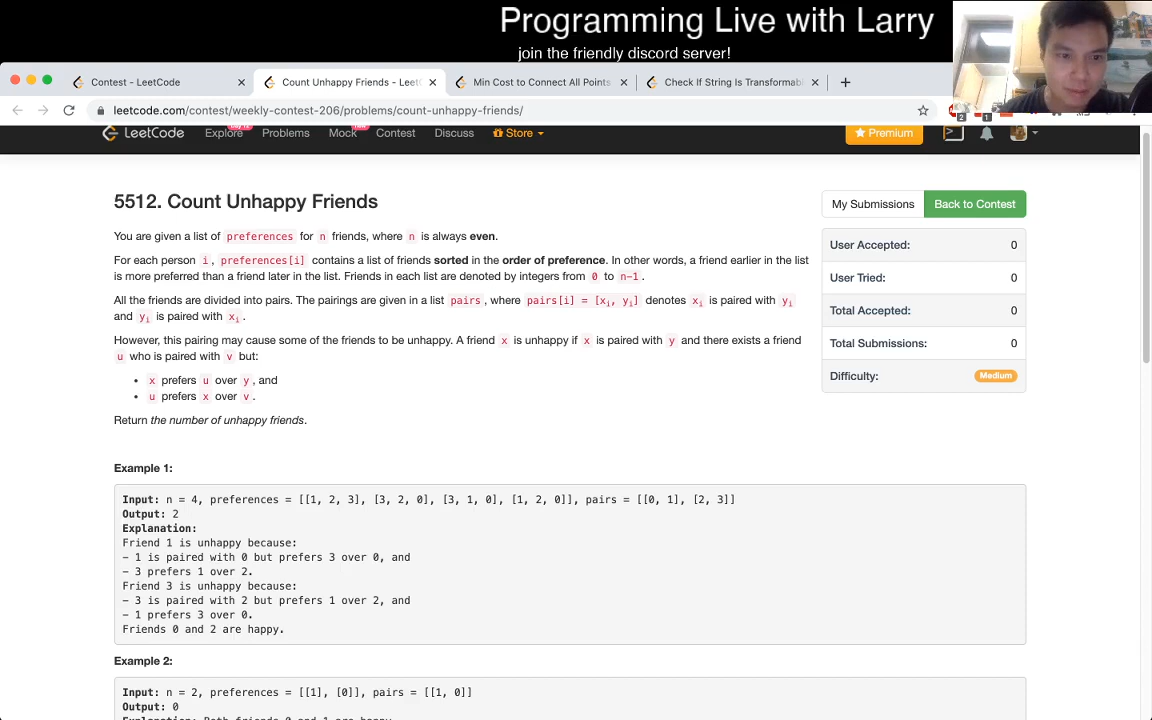 Programming Live with Larry
join the friendly discord server!
Contest - LeetCode
Count Unhappy Friends - LeetC
Min Cost to Connect All Points
Check If String Is Transformab
leetcode.com/contest/weekly-contest-206/problems/count-unhappy-friends/
2
1
LeetCode Explore Problems Mock Contest Discuss Store Premium
5512. Count Unhappy Friends
My Submissions
Back to Contest
You are given a list of preferences for n friends, where n is always even.
For each person i, preferences[i] contains a list of friends sorted in the order of preference. In other words, a friend earlier in the list
is more preferred than a friend later in the list. Friends in each list are denoted by integers from 0 to n-1.
All the friends are divided into pairs. The pairings are given in a list pairs, where pairs[i] = [xi, yi] denotes xi is paired with yi
and yi is paired with xi.
However, this pairing may cause some of the friends to be unhappy. A friend x is unhappy if x is paired with y and there exists a friend
u who is paired with v but:
• x prefers u over y, and
• u prefers x over v.
Return the number of unhappy friends.
User Accepted: 0
User Tried: 0
Total Accepted: 0
Total Submissions: 0
Difficulty: Medium
Example 1:
Input: n = 4, preferences = [[1, 2, 3], [3, 2, 0], [3, 1, 0], [1, 2, 0]], pairs = [[0, 1], [2, 3]]
Output: 2
Explanation:
Friend 1 is unhappy because:
- 1 is paired with 0 but prefers 3 over 0, and
- 3 prefers 1 over 2.
Friend 3 is unhappy because:
- 3 is paired with 2 but prefers 1 over 2, and
- 1 prefers 3 over 0.
Friends 0 and 2 are happy.
Example 2:
Input: n = 2, preferences = [[1], [0]], pairs = [[1, 0]]
Output: 0
Explanation: Both friends 0 and 1 are happy.